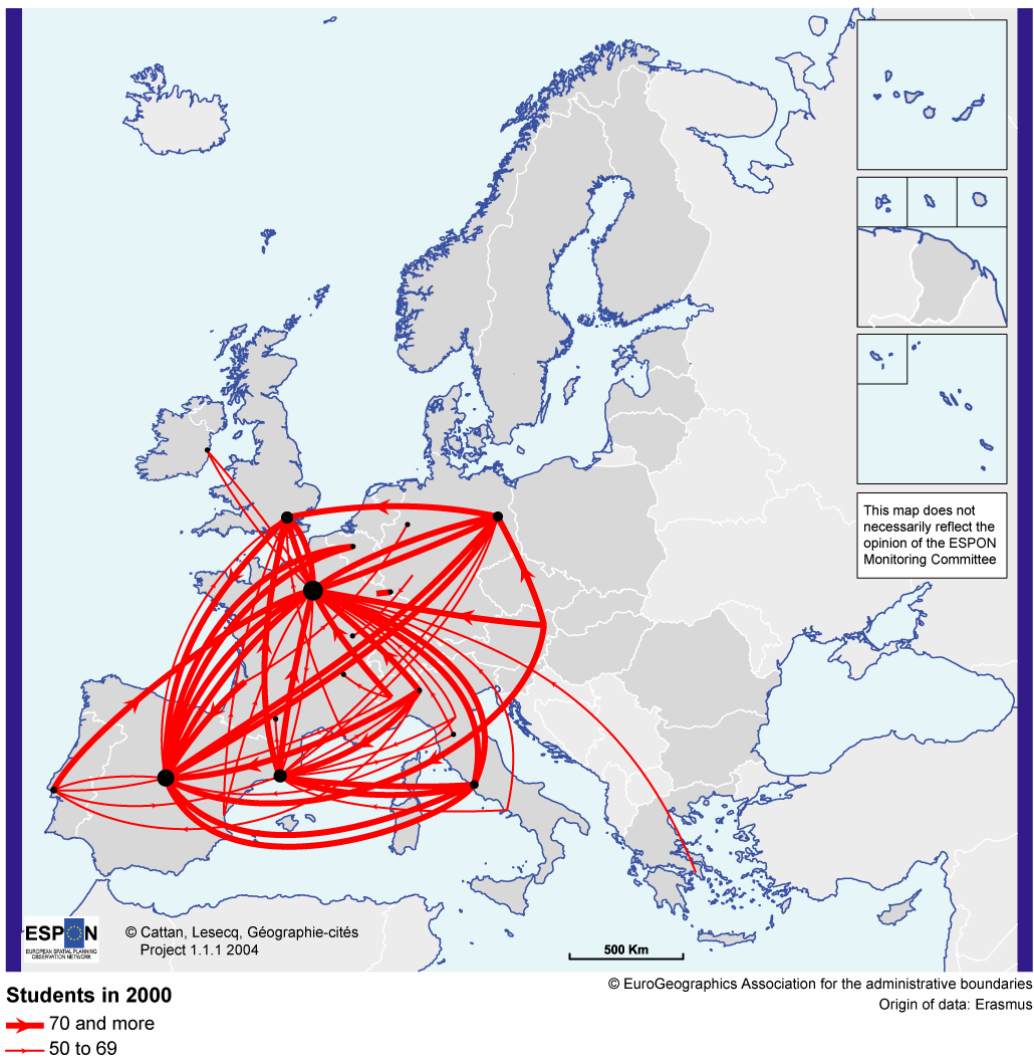 This map does not
necessarily reflect the
opinion of the ESPON
Monitoring Committee
ESPON
EUROPEAN SPATIAL PLANNING
OBSERVATION NETWORK
© Cattan, Lesecq, Géographie-cités
Project 1.1.1 2004
500 Km
© EuroGeographics Association for the administrative boundaries
Origin of data: Erasmus
Students in 2000
70 and more
50 to 69